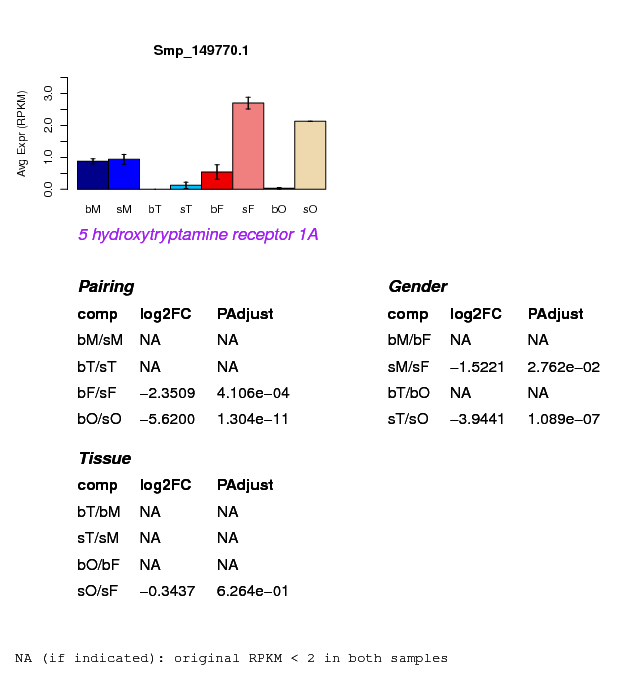 Smp_149770.1
Avg Expr (RPKM)
3.0
2.0
1.0
0.0
bM sM bT sT bF sF bO sO
5 hydroxytryptamine receptor 1A
Pairing
comp log2FC PAdjust
bM/sM NA NA
bT/sT NA NA
bF/sF −2.3509 4.106e−04
bO/sO −5.6200 1.304e−11
Gender
comp log2FC PAdjust
bM/bF NA NA
sM/sF −1.5221 2.762e−02
bT/bO NA NA
sT/sO −3.9441 1.089e−07
Tissue
comp log2FC PAdjust
bT/bM NA NA
sT/sM NA NA
bO/bF NA NA
sO/sF −0.3437 6.264e−01
NA (if indicated): original RPKM < 2 in both samples